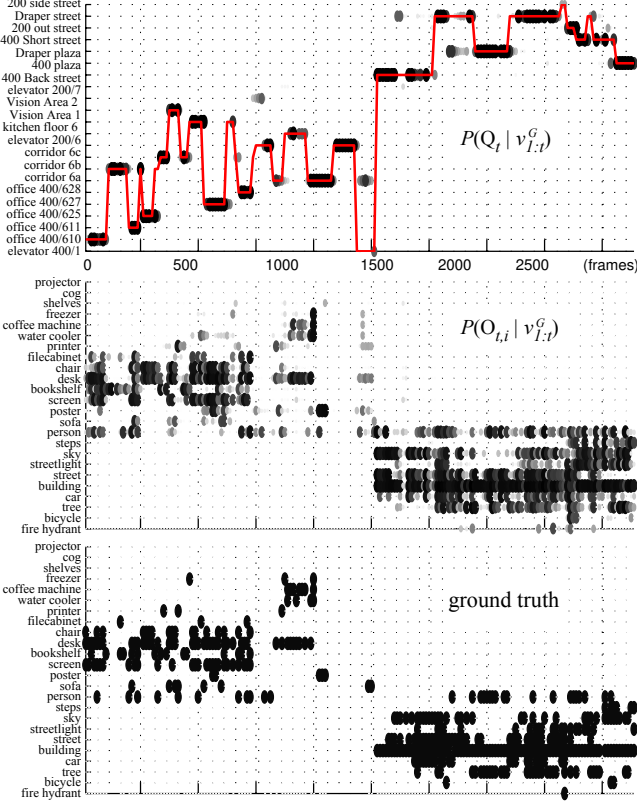 200 side street
Draper street
200 out street
400 Short street
Draper plaza
400 plaza
400 Back street
elevator 200/7
Vision Area 2
Vision Area 1
kitchen floor 6
elevator 200/6
corridor 6c
corridor 6b
corridor 6a
office 400/628
office 400/627
office 400/625
office 400/611
office 400/610
elevator 400/1
P(Q_t | v^G_{1:t})
0 500 1000 1500 2000 2500 (frames)
projector
cog
shelves
freezer
coffee machine
water cooler
printer
filecabinet
chair
desk
bookshelf
screen
poster
sofa
person
steps
sky
streetlight
street
building
car
tree
bicycle
fire hydrant
P(O_{t,i} | v^G_{1:t})
projector
cog
shelves
freezer
coffee machine
water cooler
printer
filecabinet
chair
desk
bookshelf
screen
poster
sofa
person
steps
sky
streetlight
street
building
car
tree
bicycle
fire hydrant
ground truth